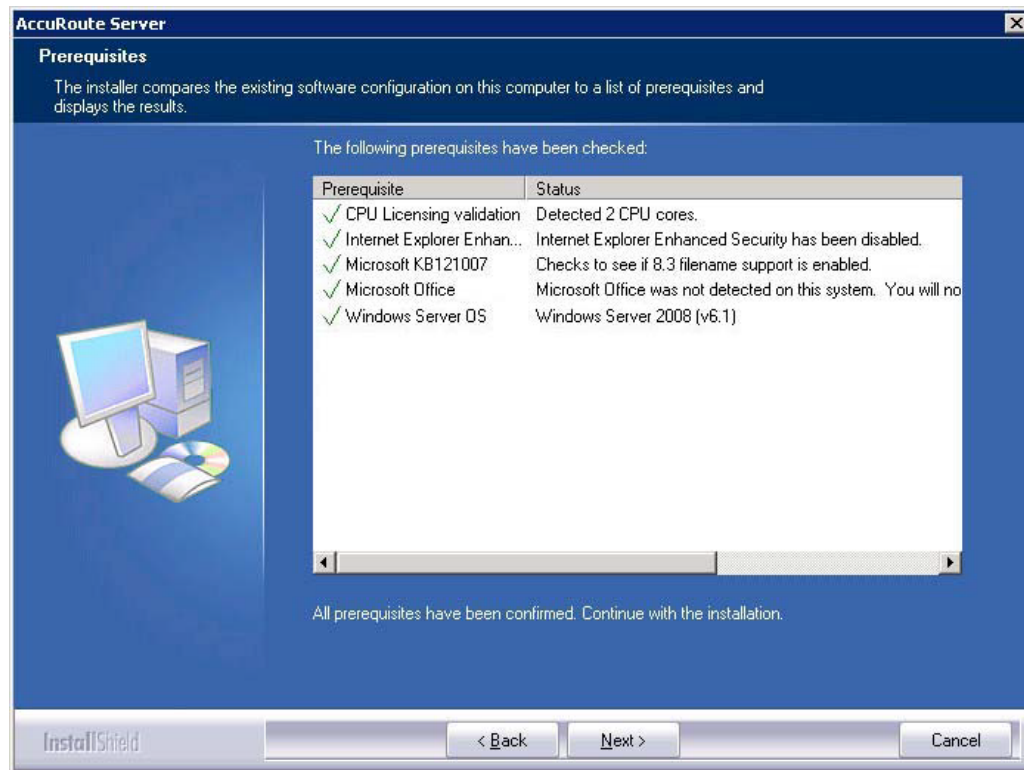 AccuRoute Server
Prerequisites
The installer compares the existing software configuration on this computer to a list of prerequisites and
displays the results.
The following prerequisites have been checked:
Prerequisite Status
CPU Licensing validation Detected 2 CPU cores.
Internet Explorer Enhan... Internet Explorer Enhanced Security has been disabled.
Microsoft KB121007 Checks to see if 8.3 filename support is enabled.
Microsoft Office Microsoft Office was not detected on this system. You will no
Windows Server OS Windows Server 2008 (v6.1)
All prerequisites have been confirmed. Continue with the installation.
InstallShield < Back Next > Cancel